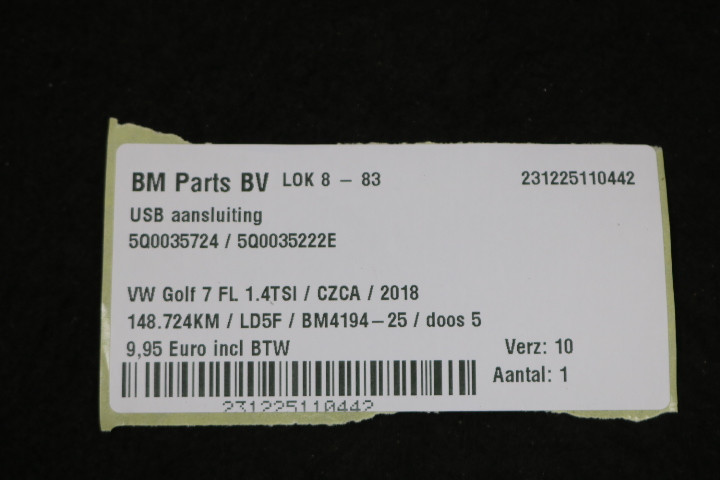 BM Parts BV LOK 8 – 83 231225110442
USB aansluiting
5Q0035724 / 5Q0035222E
VW Golf 7 FL 1.4TSI / CZCA / 2018
148.724KM / LD5F / BM4194–25 / doos 5
9,95 Euro incl BTW Verz: 10
Aantal: 1
231225110442